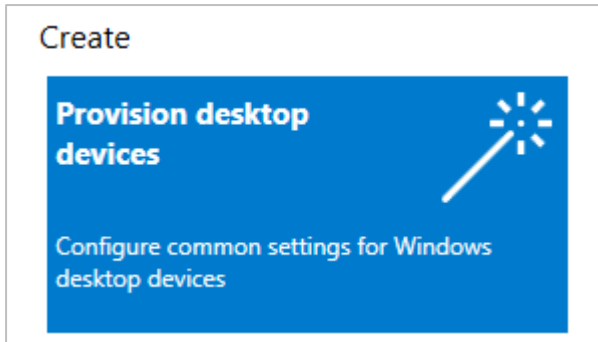 Create
Provision desktop
devices
Configure common settings for Windows
desktop devices